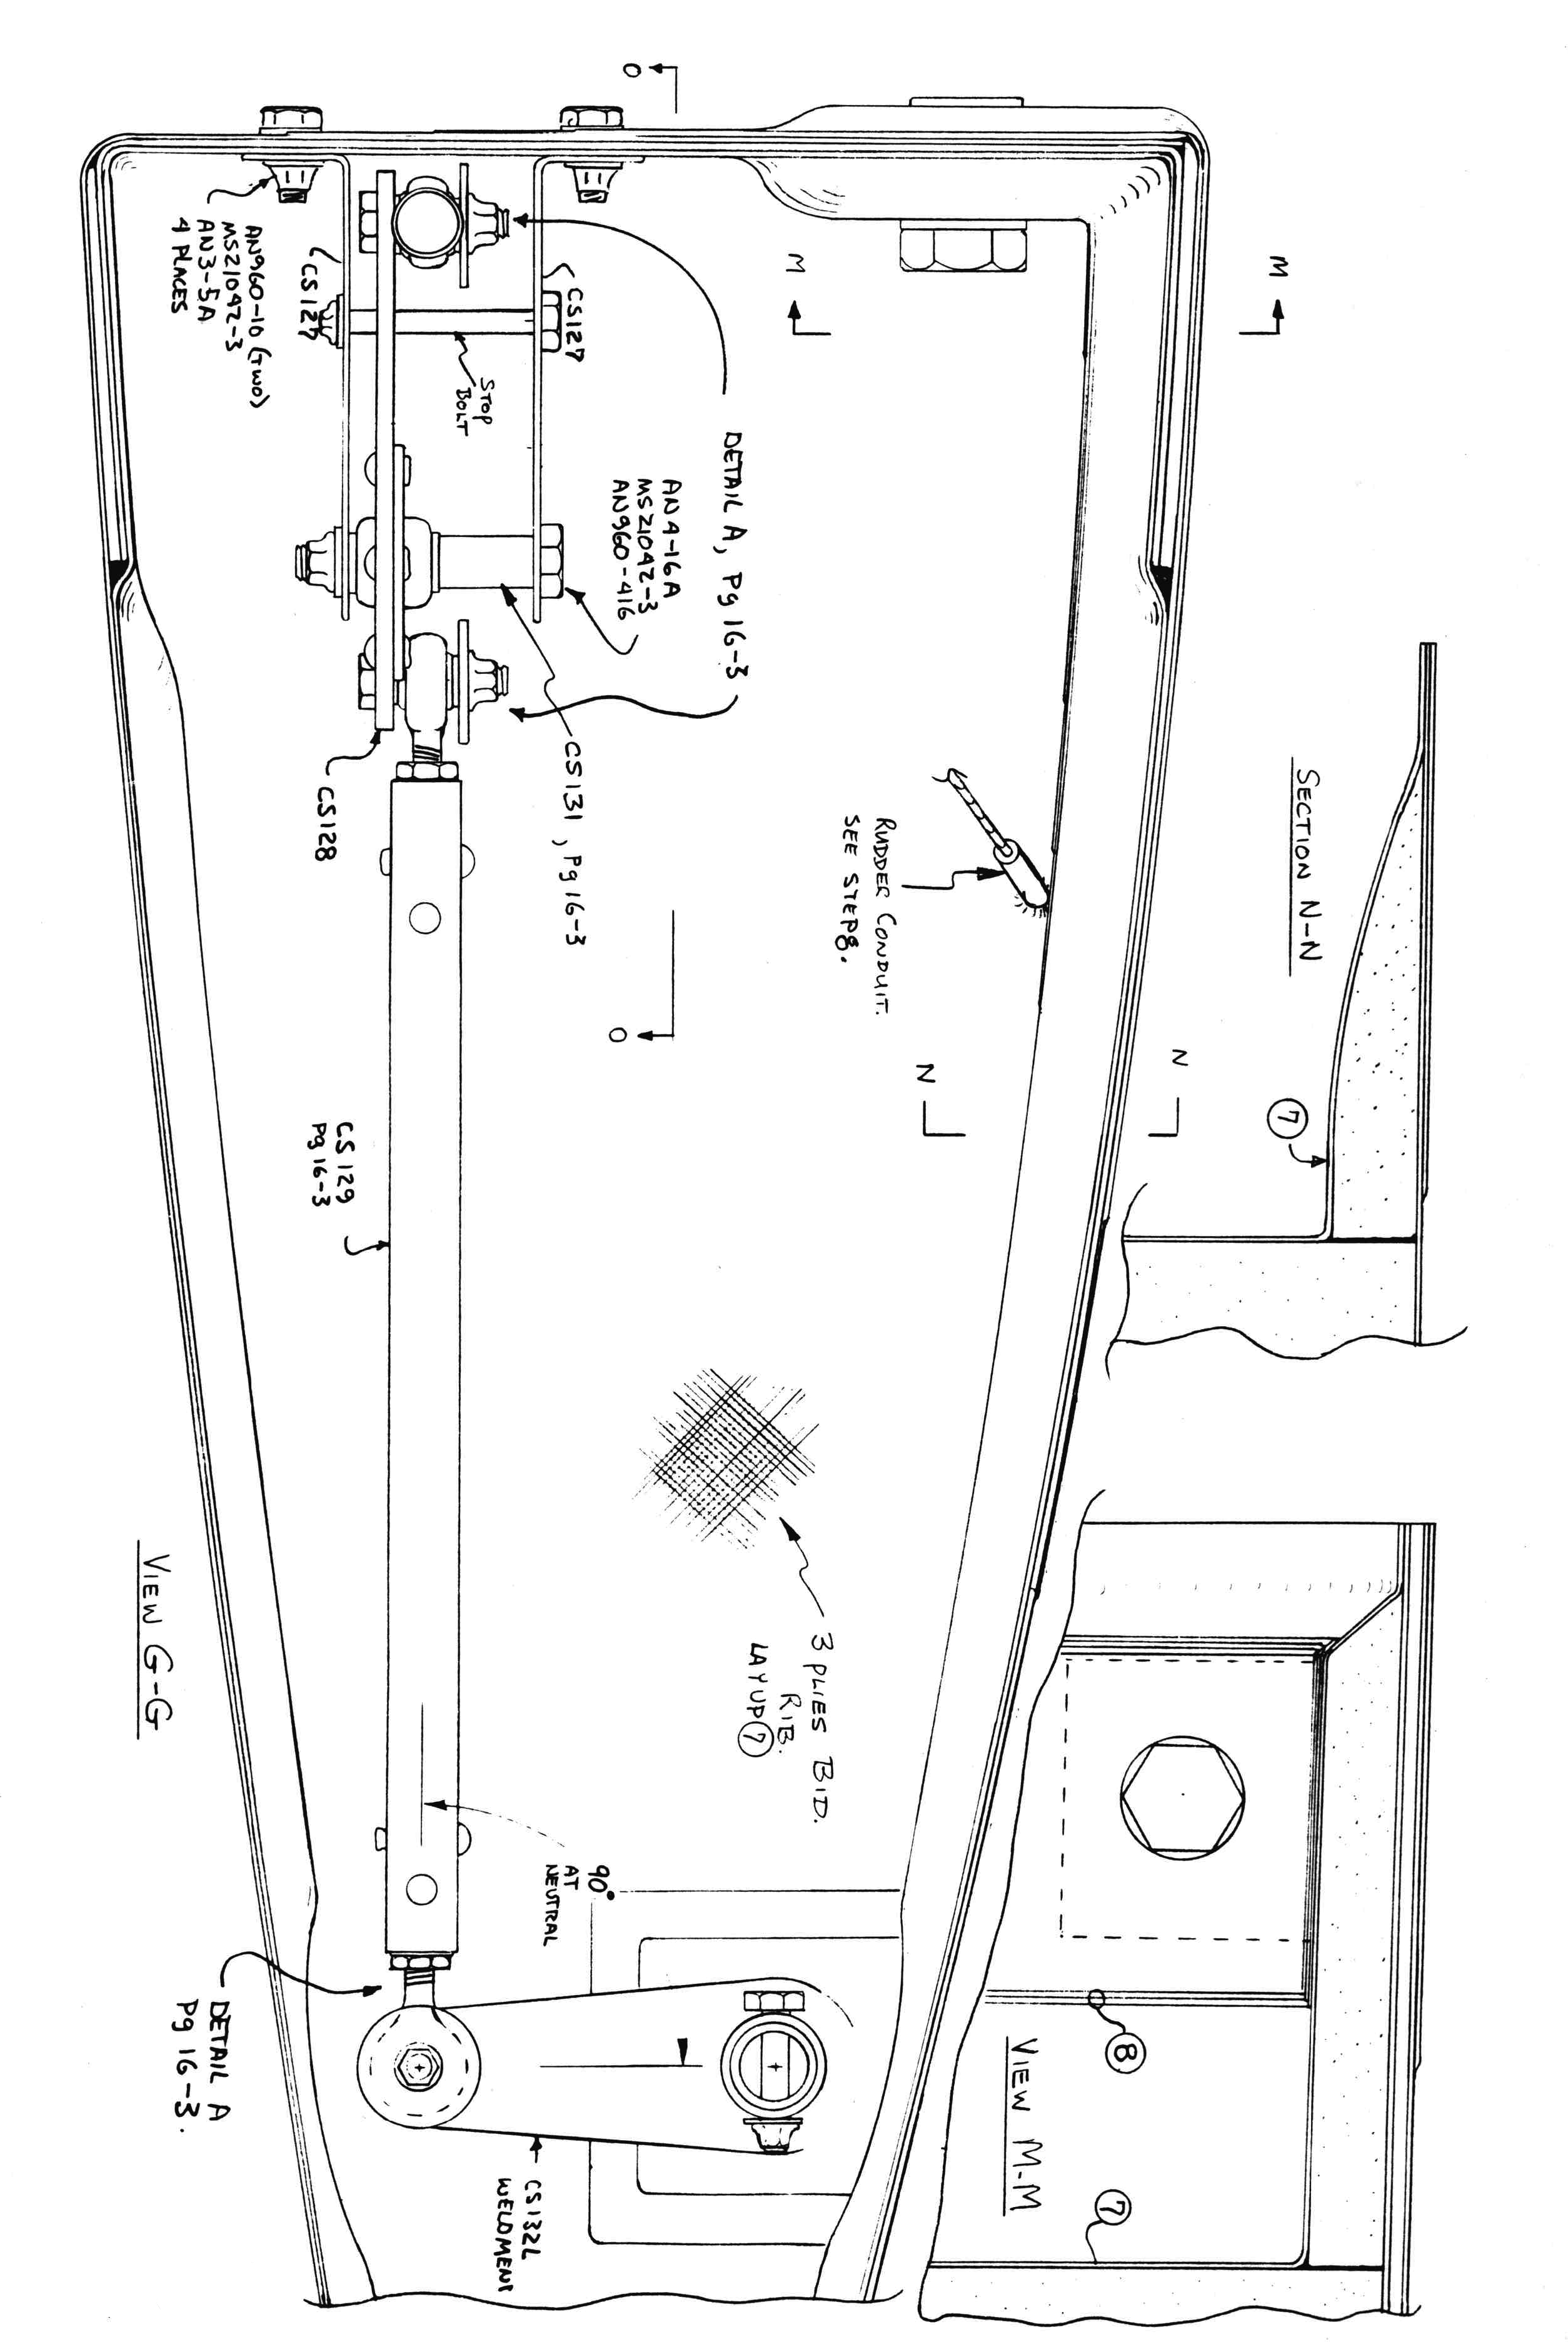 O
AN960-10 (TWO)
MS21042-3
AN3-5A
4 PLACES
CS127
CS127
STOP
BOLT
M
M
DETAIL A, Pg 16-3
AN4-16A
MS21042-3
AN960-416
CS131, Pg 16-3
CS128
RUDDER CONDUIT.
SEE STEP 8.
SECTION N-N
7
O
N
N
CS129
Pg 16-3
3 PLIES BID.
RIB.
LAYUP 7
VIEW G-G
90°
AT
NEUTRAL
DETAIL A
Pg 16-3.
CS132L
WELDMENT
8
VIEW M-M
7